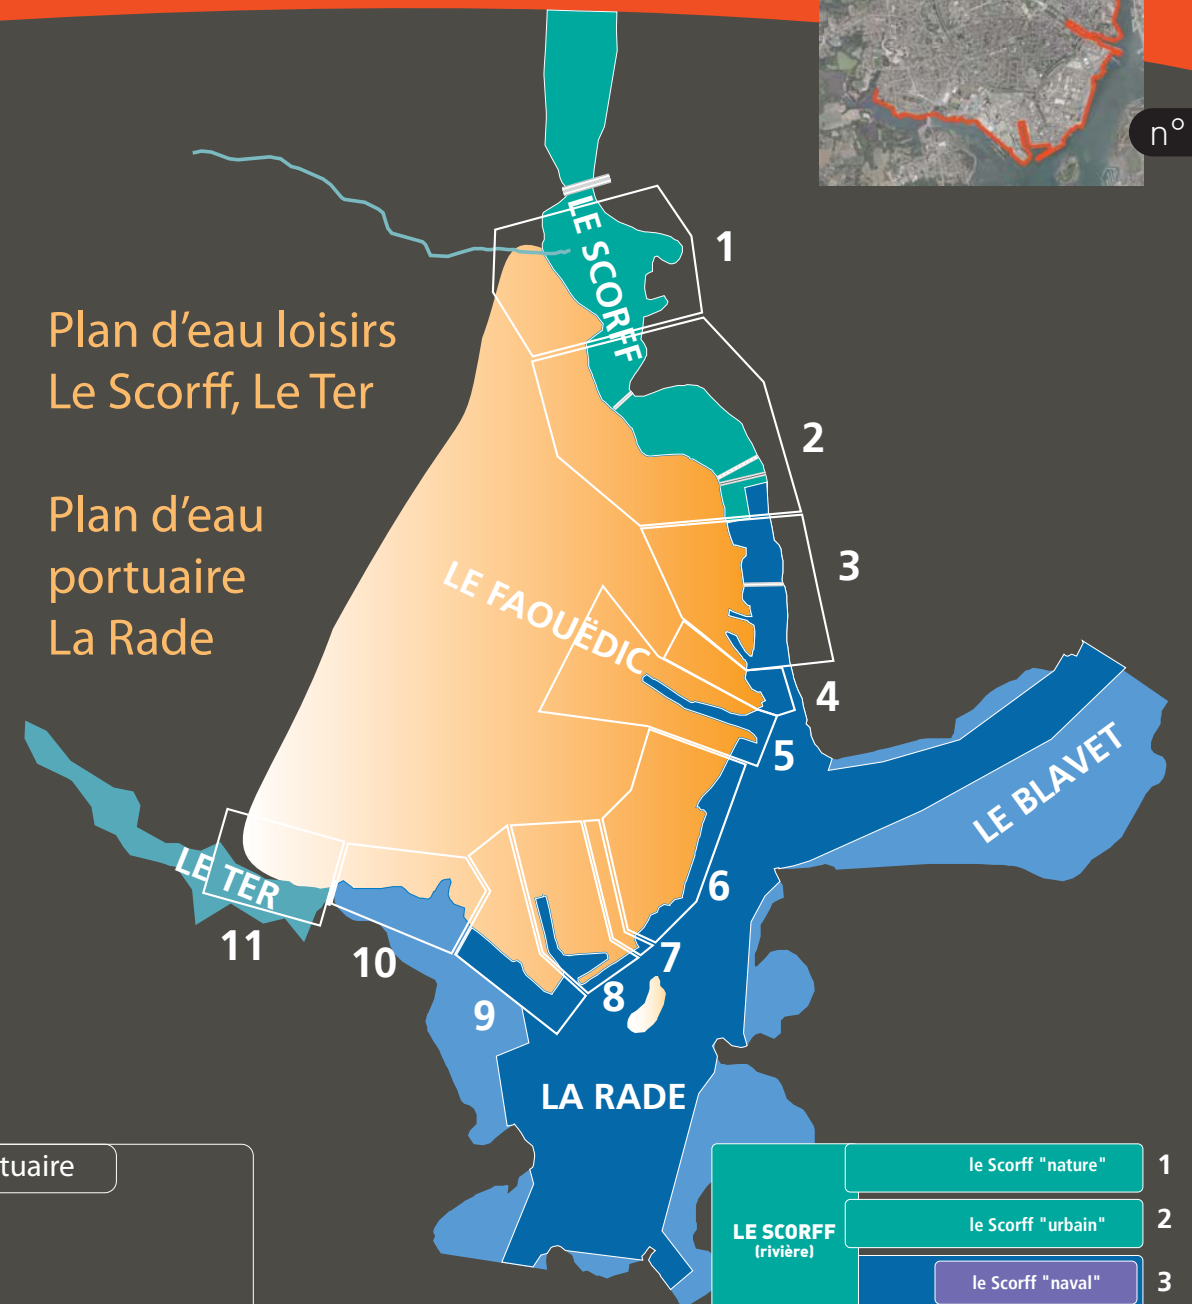 n°
Plan d'eau loisirs
Le Scorff, Le Ter
Plan d'eau
portuaire
La Rade
LE SCORFF
1
2
3
LE FAOUËDIC
4
5
LE BLAVET
6
7
8
9
10
11
LE TER
LA RADE
tuaire
LE SCORFF
(rivière)
le Scorff "nature" 1
le Scorff "urbain" 2
le Scorff "naval" 3